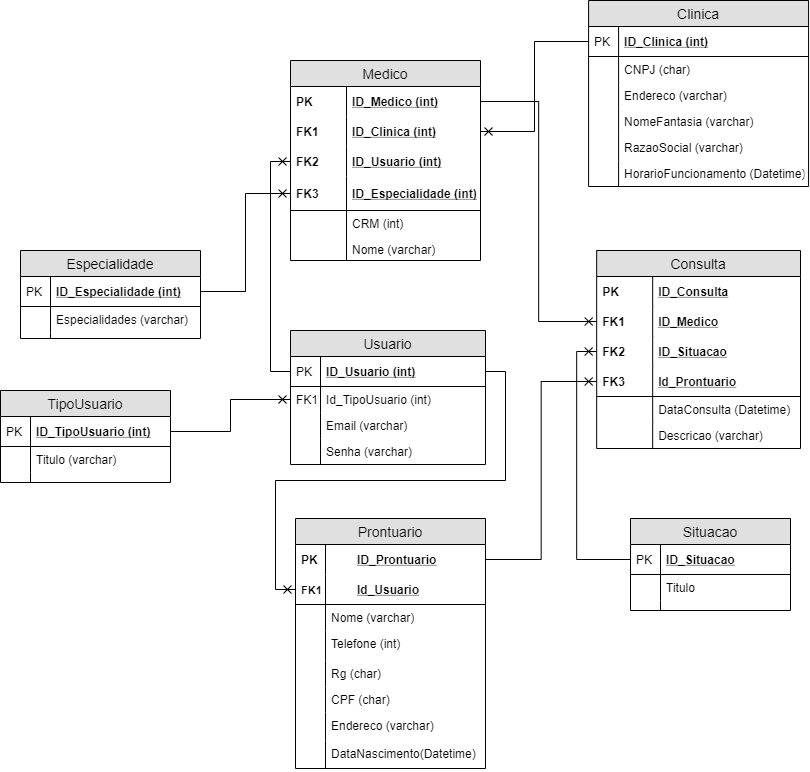 Clinica
PK ID_Clinica (int)
CNPJ (char)
Endereco (varchar)
NomeFantasia (varchar)
RazaoSocial (varchar)
HorarioFuncionamento (Datetime)
Medico
PK ID_Medico (int)
FK1 ID_Clinica (int)
FK2 ID_Usuario (int)
FK3 ID_Especialidade (int)
CRM (int)
Nome (varchar)
Especialidade
PK ID_Especialidade (int)
Especialidades (varchar)
Consulta
PK ID_Consulta
FK1 ID_Medico
FK2 ID_Situacao
FK3 Id_Prontuario
DataConsulta (Datetime)
Descricao (varchar)
Usuario
PK ID_Usuario (int)
FK1 Id_TipoUsuario (int)
Email (varchar)
Senha (varchar)
TipoUsuario
PK ID_TipoUsuario (int)
Titulo (varchar)
Prontuario
PK ID_Prontuario
FK1 Id_Usuario
Nome (varchar)
Telefone (int)
Rg (char)
CPF (char)
Endereco (varchar)
DataNascimento(Datetime)
Situacao
PK ID_Situacao
Titulo